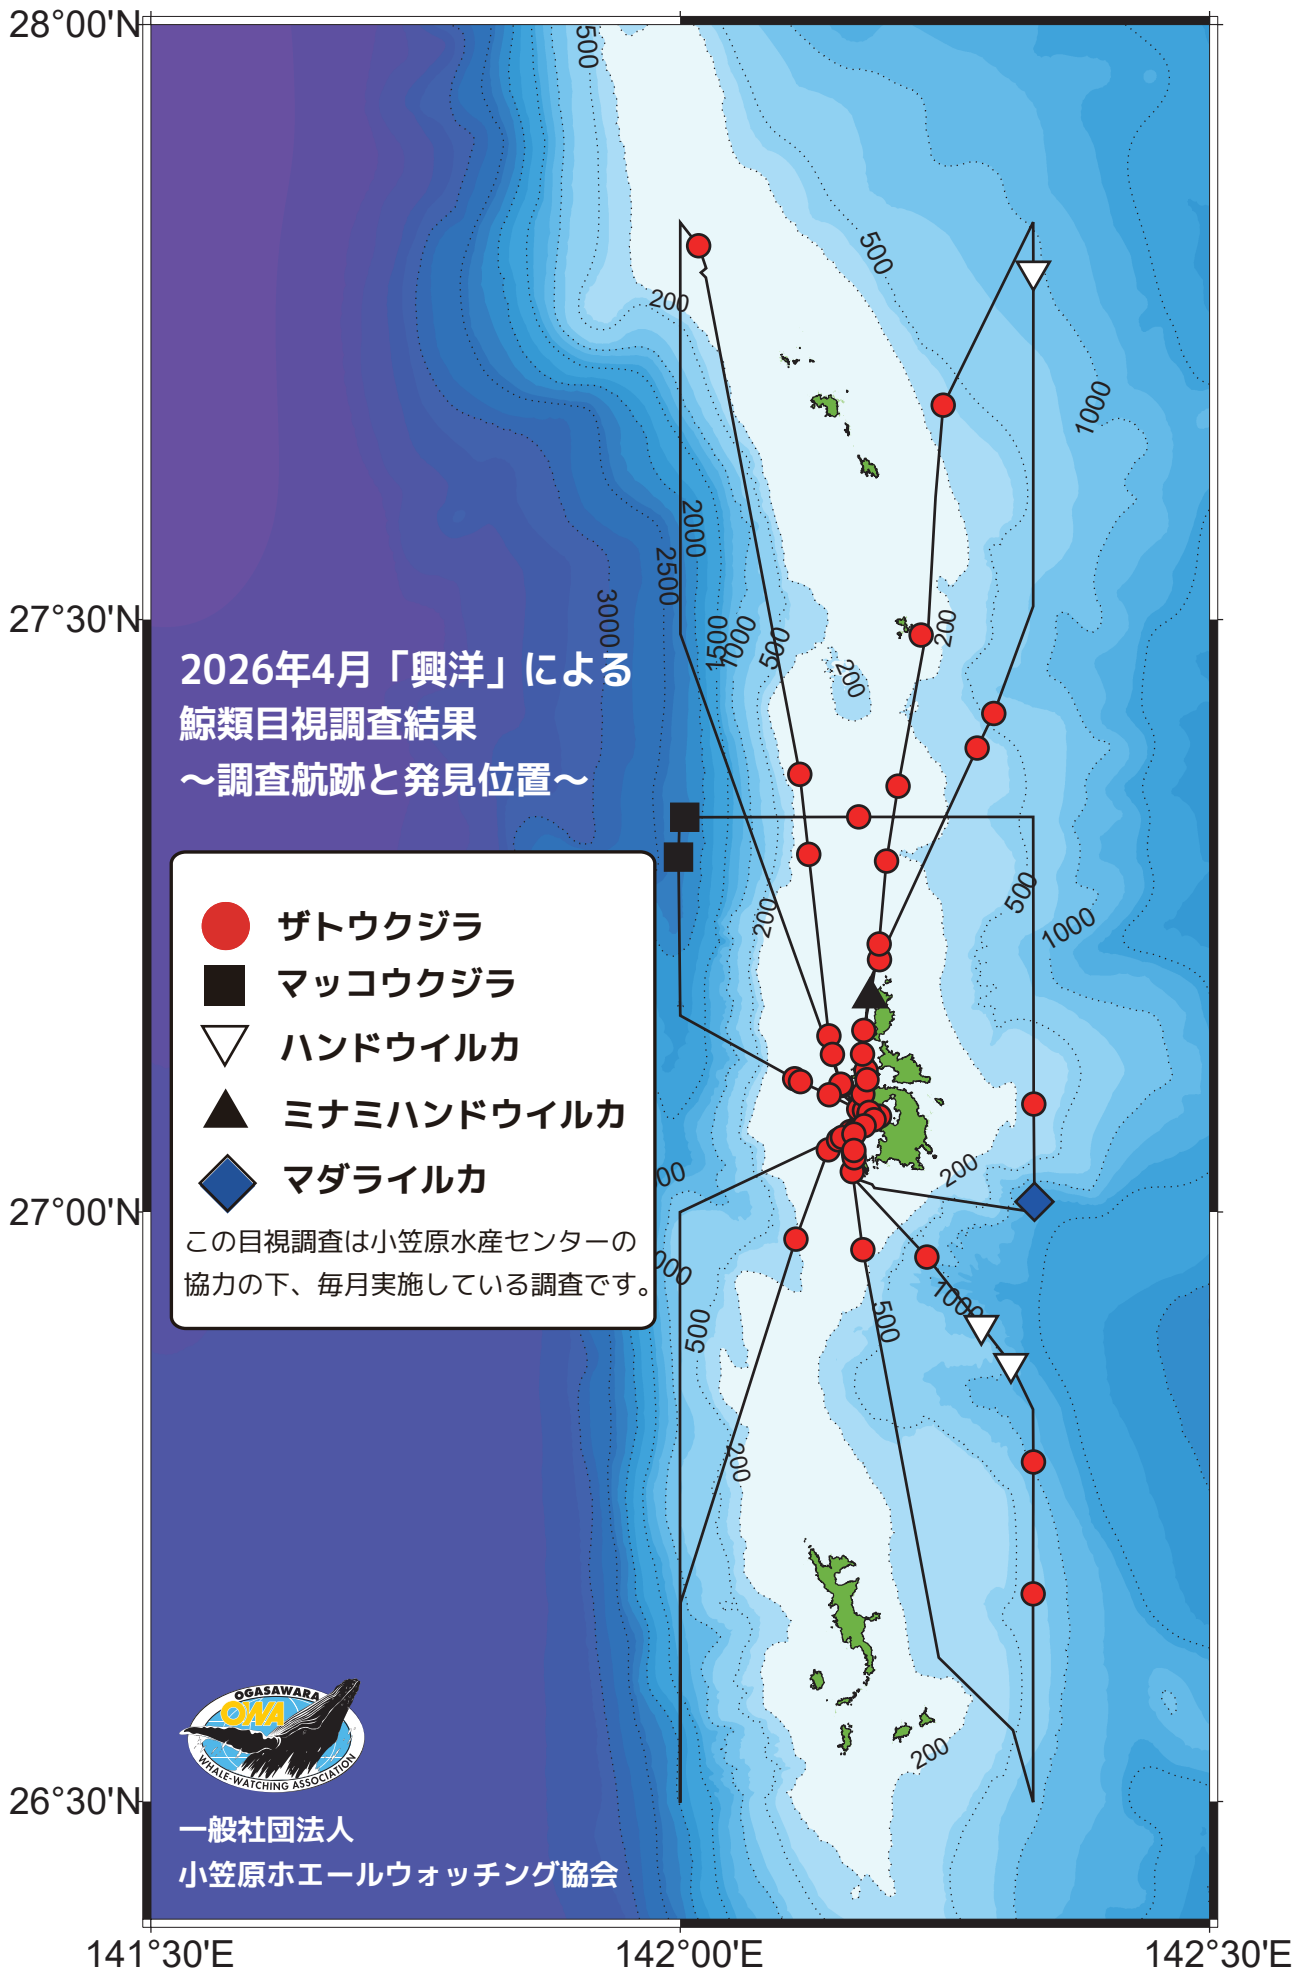 28°00'N
500
500
200
1000
2000
2500
3000
1500
1000
500
200
200
27°30'N
2026年4月「興洋」による
鯨類目視調査結果
～調査航跡と発見位置～
500
1000
200
ザトウクジラ
マッコウクジラ
ハンドウイルカ
ミナミハンドウイルカ
マダライルカ
この目視調査は小笠原水産センターの
協力の下、毎月実施している調査です。
200
27°00'N
1000
500
500
200
OGASAWARA
OWA
WHALE-WATCHING ASSOCIATION
200
26°30'N
一般社団法人
小笠原ホエールウォッチング協会
141°30'E
142°00'E
142°30'E